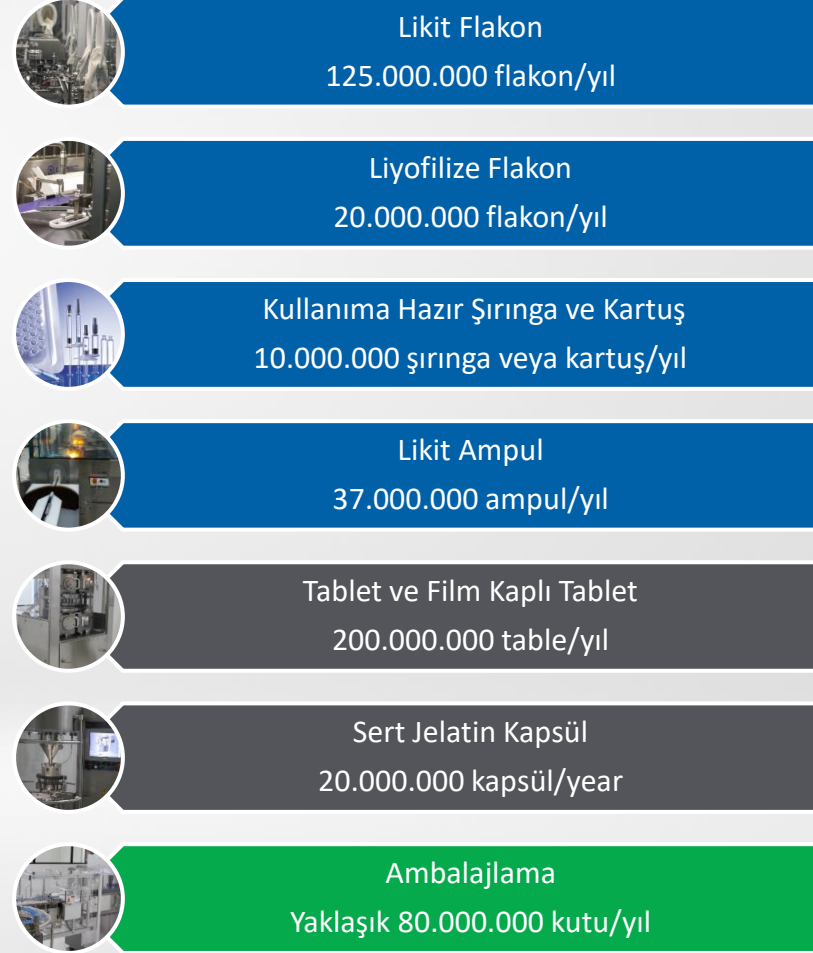 Likit Flakon
125.000.000 flakon/yıl
Liyofilize Flakon
20.000.000 flakon/yıl
Kullanıma Hazır Şırınga ve Kartuş
10.000.000 şırınga veya kartuş/yıl
Likit Ampul
37.000.000 ampul/yıl
Tablet ve Film Kaplı Tablet
200.000.000 table/yıl
Sert Jelatin Kapsül
20.000.000 kapsül/year
Ambalajlama
Yaklaşık 80.000.000 kutu/yıl